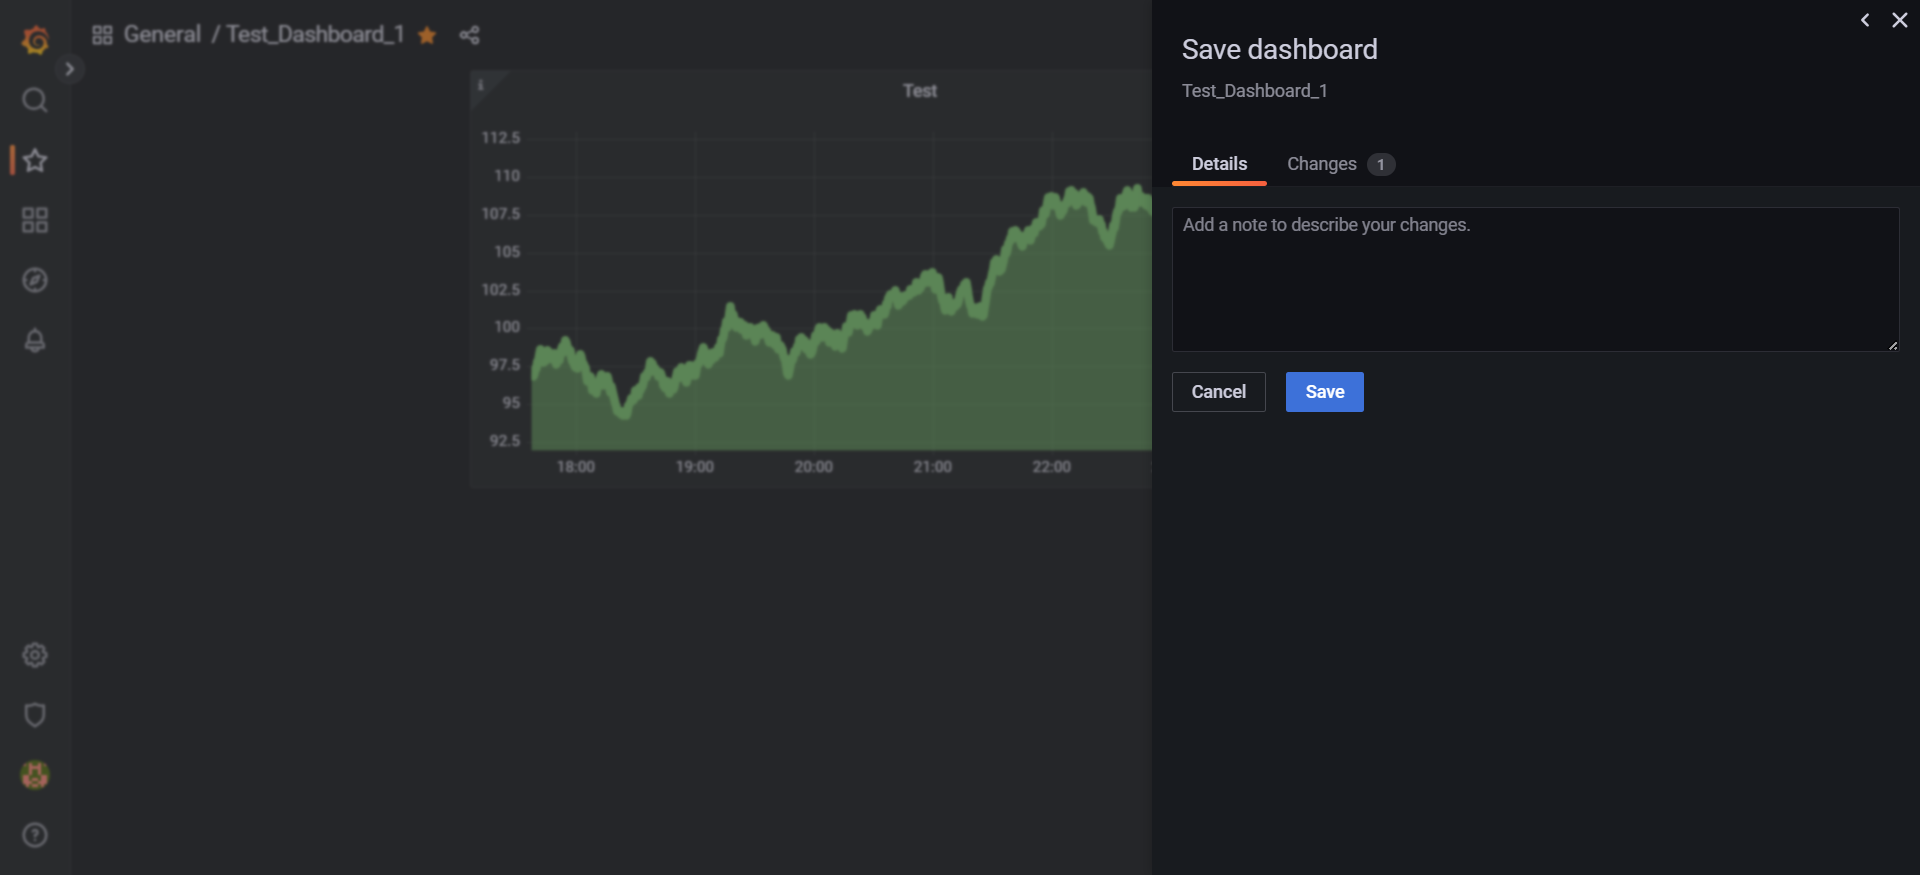 General / Test_Dashboard_1
Test
112.5
110
107.5
105
102.5
100
97.5
95
92.5
18:00 19:00 20:00 21:00 22:00
Save dashboard
Test_Dashboard_1
Details Changes 1
Add a note to describe your changes.
Cancel Save